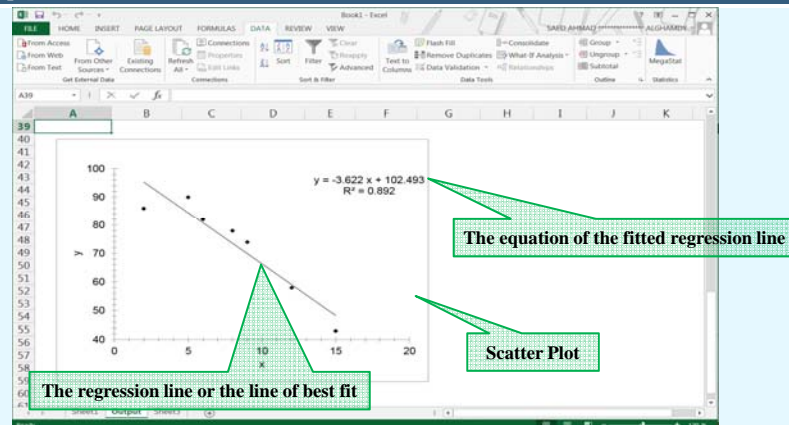 Book1 - Excel
FILE HOME INSERT PAGE LAYOUT FORMULAS DATA REVIEW VIEW
From Access
From Web
From Text
From Other Sources
Existing Connections
Get External Data
Refresh All
Connections
Properties
Edit Links
Connections
Sort
Filter
Clear
Reapply
Advanced
Sort & Filter
Text to Columns
Flash Fill
Remove Duplicates
Data Validation
Consolidate
What-If Analysis
Relationships
Data Tools
Group
Ungroup
Subtotal
Outline
MegaStat
Statistics
A39
fx
A B C D E F G H I J K
39
40
41
42
43
44
45
46
47
48
49
50
51
52
53
54
55
56
57
58
59
60
61
100
90
80
70
60
50
40
y
0 5 10 15 20
x
y = -3.622 x + 102.493
R² = 0.892
The equation of the fitted regression line
Scatter Plot
The regression line or the line of best fit
Sheet1 Output Sheet3